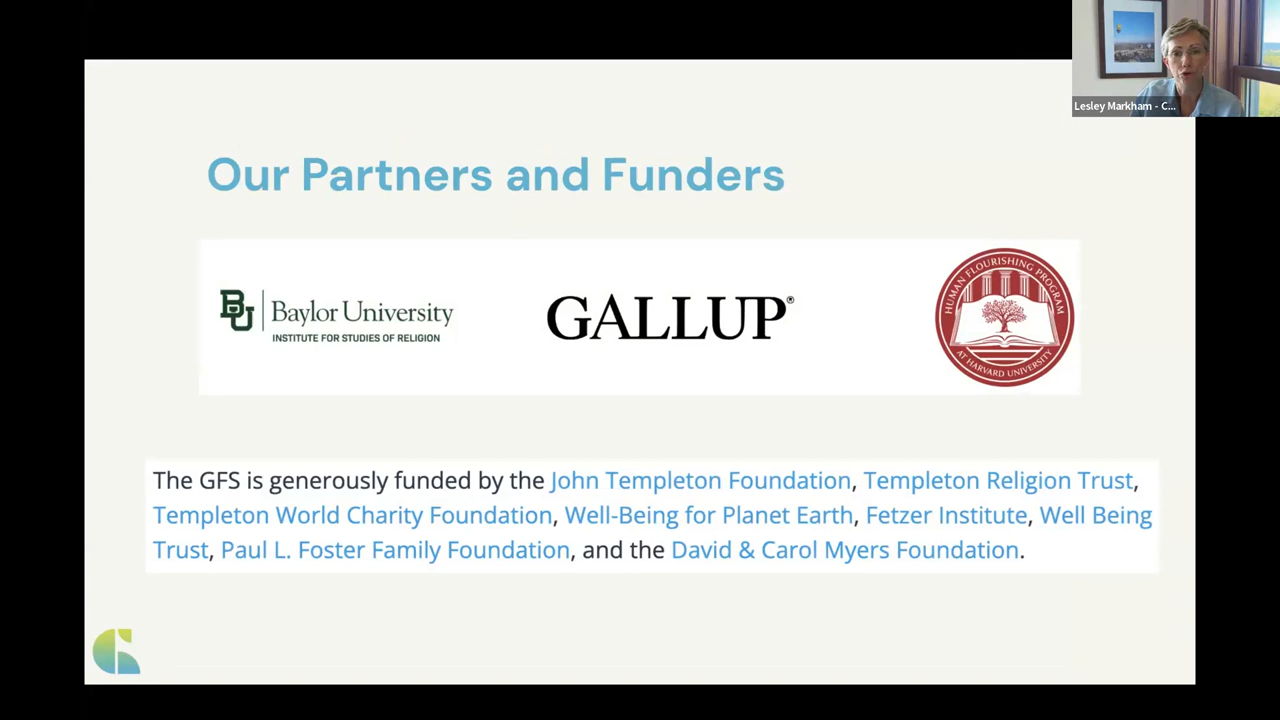 Lesley Markham - C...
Our Partners and Funders
BU
Baylor University
INSTITUTE FOR STUDIES OF RELIGION
GALLUP®
HUMAN FLOURISHING PROGRAM
AT HARVARD UNIVERSITY
The GFS is generously funded by the John Templeton Foundation, Templeton Religion Trust,
Templeton World Charity Foundation, Well-Being for Planet Earth, Fetzer Institute, Well Being
Trust, Paul L. Foster Family Foundation, and the David & Carol Myers Foundation.